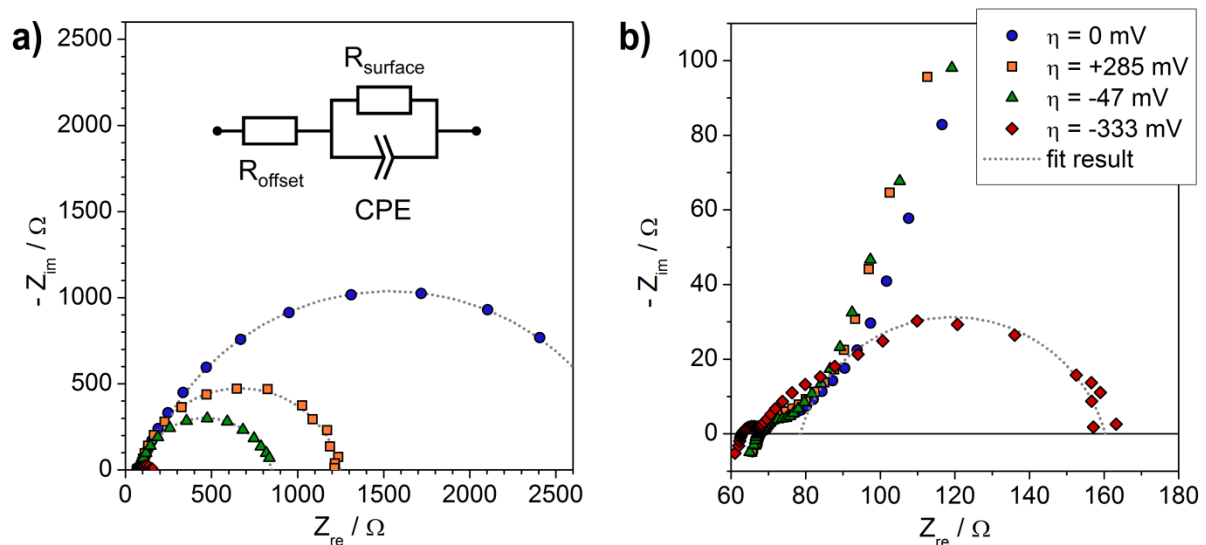 a)
2500
2000
1500
1000
500
0
0 500 1000 1500 2000 2500
- Z_im / Ω
Z_re / Ω
R_surface
R_offset
CPE
b)
100
80
60
40
20
0
60 80 100 120 140 160 180
- Z_im / Ω
Z_re / Ω
η = 0 mV
η = +285 mV
η = -47 mV
η = -333 mV
fit result